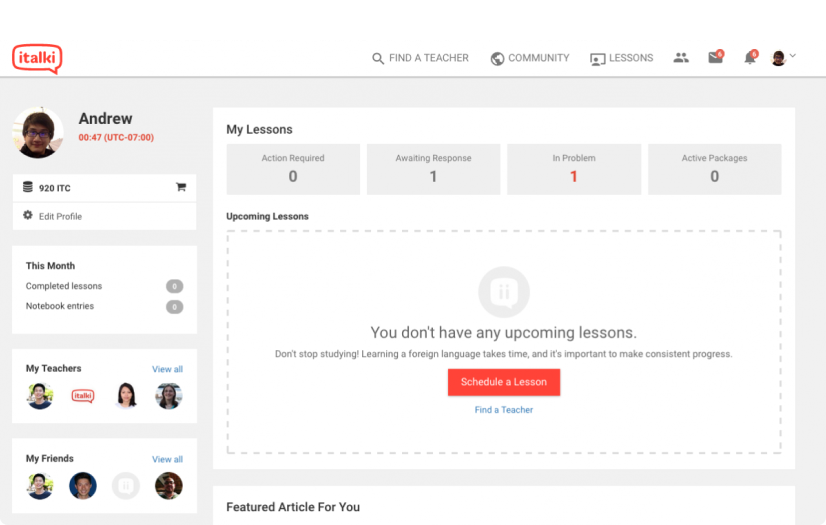 italki
FIND A TEACHER
COMMUNITY
LESSONS
6
6
Andrew
00:47 (UTC-07:00)
920 ITC
Edit Profile
This Month
Completed lessons 0
Notebook entries 0
My Teachers View all
italki
My Friends View all
My Lessons
Action Required
0
Awaiting Response
1
In Problem
1
Active Packages
0
Upcoming Lessons
You don't have any upcoming lessons.
Don't stop studying! Learning a foreign language takes time, and it's important to make consistent progress.
Schedule a Lesson
Find a Teacher
Featured Article For You